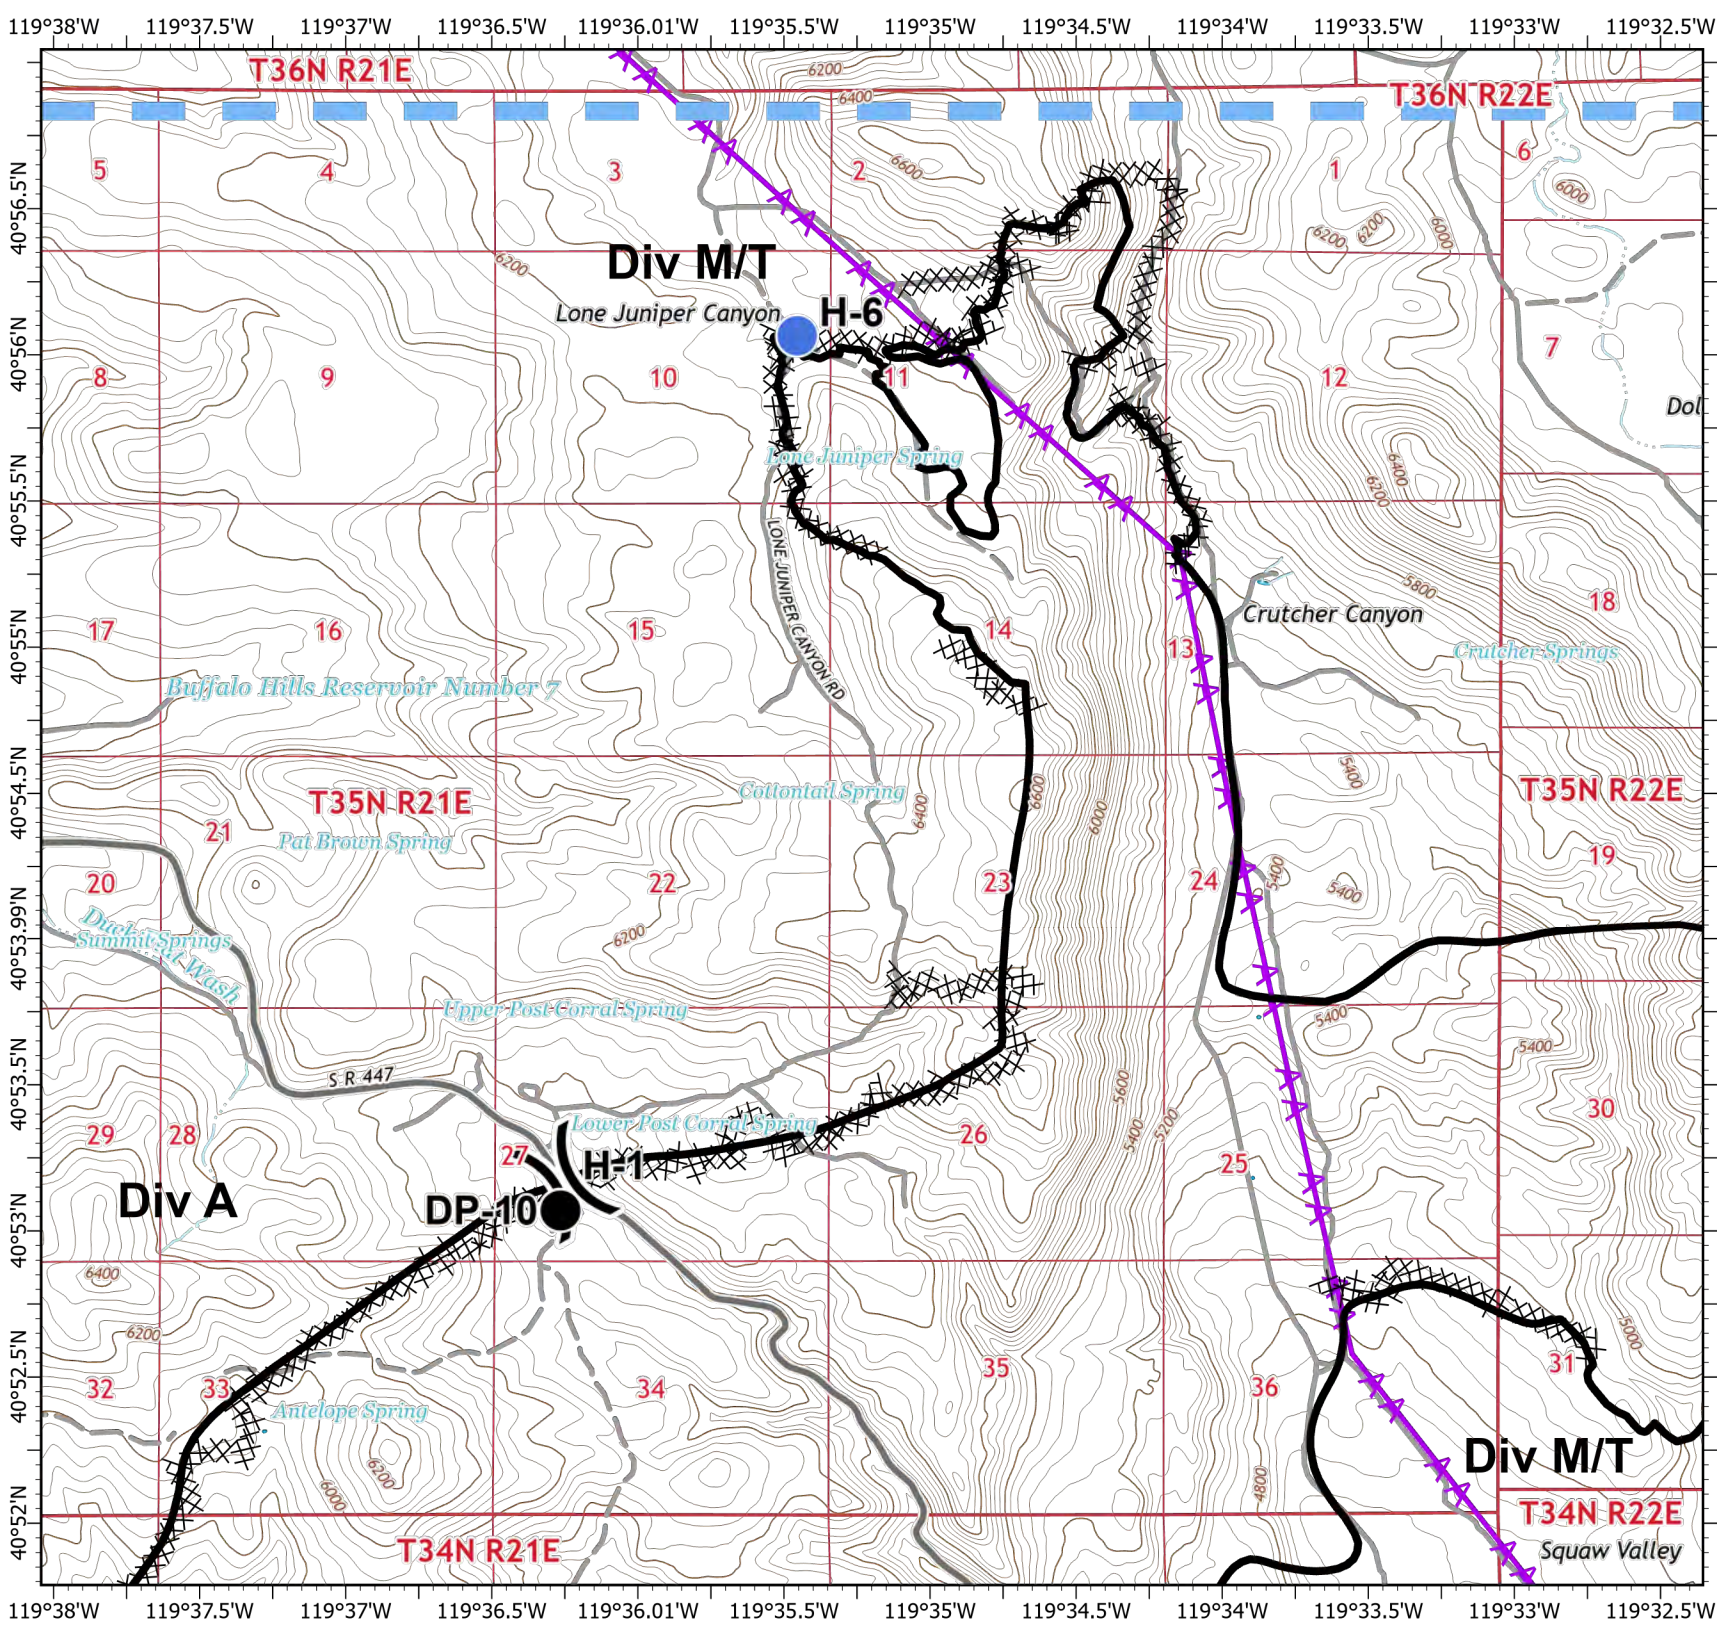 119°38'W 119°37.5'W 119°37'W 119°36.5'W 119°36.01'W 119°35.5'W 119°35'W 119°34.5'W 119°34'W 119°33.5'W 119°33'W 119°32.5'W
T36N R21E
6200
6400
T36N R22E
5 4 3 2 1 6
6600
6000
40°56.5'N
6200 6200 6000
Div M/T
6200
Lone Juniper Canyon
H-6
40°56'N
7
8 9 10 11 12
Dol
Lone Juniper Spring
6400
6200
40°55.5'N
LONE JUNIPER CANYON RD
5800
18
Crutcher Canyon
40°55'N
17 16 15 14 13
Crutcher Springs
Buffalo Hills Reservoir Number 7
5400
T35N R22E
6600
Cottontail Spring
T35N R21E
6400
6000
40°54.5'N
21
Pat Brown Spring
19
20 22 23 24
5400
5400
Duck Flat Wash
Summit Springs
6200
40°53.99'N
Upper Post Corral Spring
5400
5400
S R 447
40°53.5'N
5600
30
Lower Post Corral Spring
5400
5200
29 28 26
27
H-1
25
Div A
DP-10
40°53'N
6400
6200
5000
40°52.5'N
32 33 34 35 36 31
Antelope Spring
Div M/T
6200
6000
4800
T34N R22E
40°52'N
T34N R21E
Squaw Valley
119°38'W 119°37.5'W 119°37'W 119°36.5'W 119°36.01'W 119°35.5'W 119°35'W 119°34.5'W 119°34'W 119°33.5'W 119°33'W 119°32.5'W